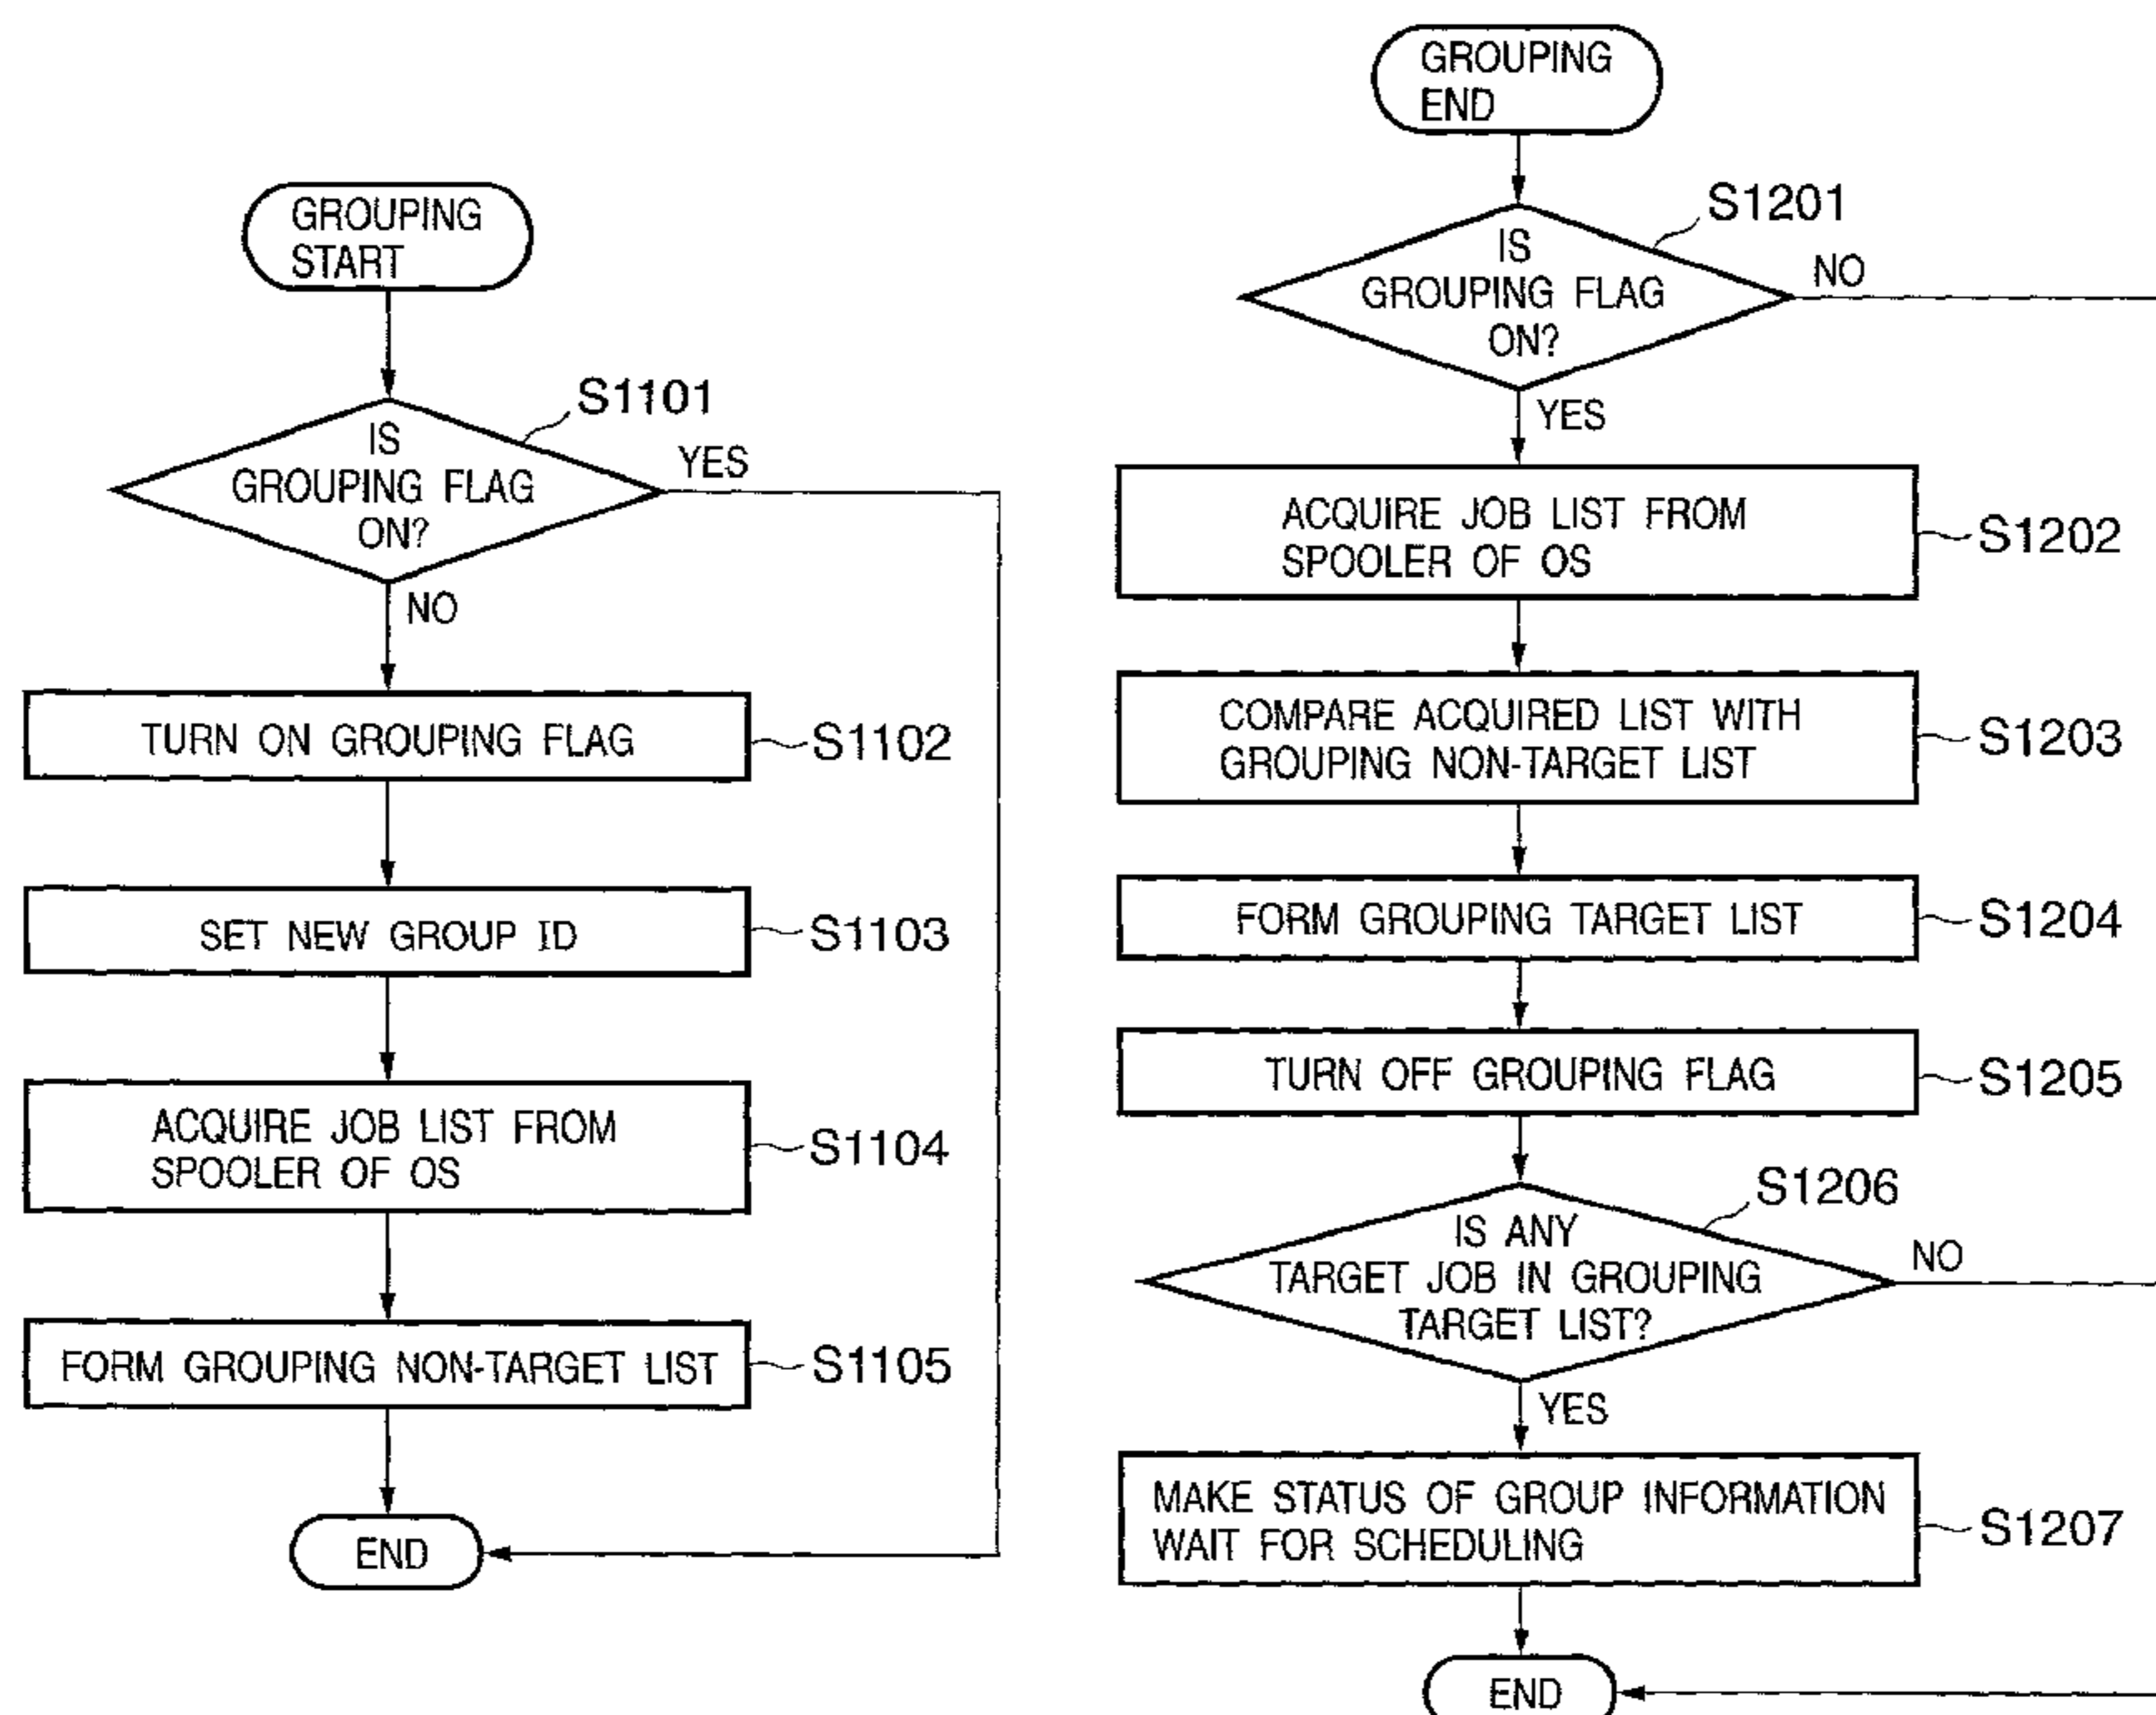 GROUPING
START
S1101
IS
GROUPING FLAG
ON?
YES
NO
TURN ON GROUPING FLAG
S1102
SET NEW GROUP ID
S1103
ACQUIRE JOB LIST FROM
SPOOLER OF OS
S1104
FORM GROUPING NON-TARGET LIST
S1105
END
GROUPING
END
S1201
IS
GROUPING FLAG
ON?
NO
YES
ACQUIRE JOB LIST FROM
SPOOLER OF OS
S1202
COMPARE ACQUIRED LIST WITH
GROUPING NON-TARGET LIST
S1203
FORM GROUPING TARGET LIST
S1204
TURN OFF GROUPING FLAG
S1205
S1206
IS ANY
TARGET JOB IN GROUPING
TARGET LIST?
NO
YES
MAKE STATUS OF GROUP INFORMATION
WAIT FOR SCHEDULING
S1207
END